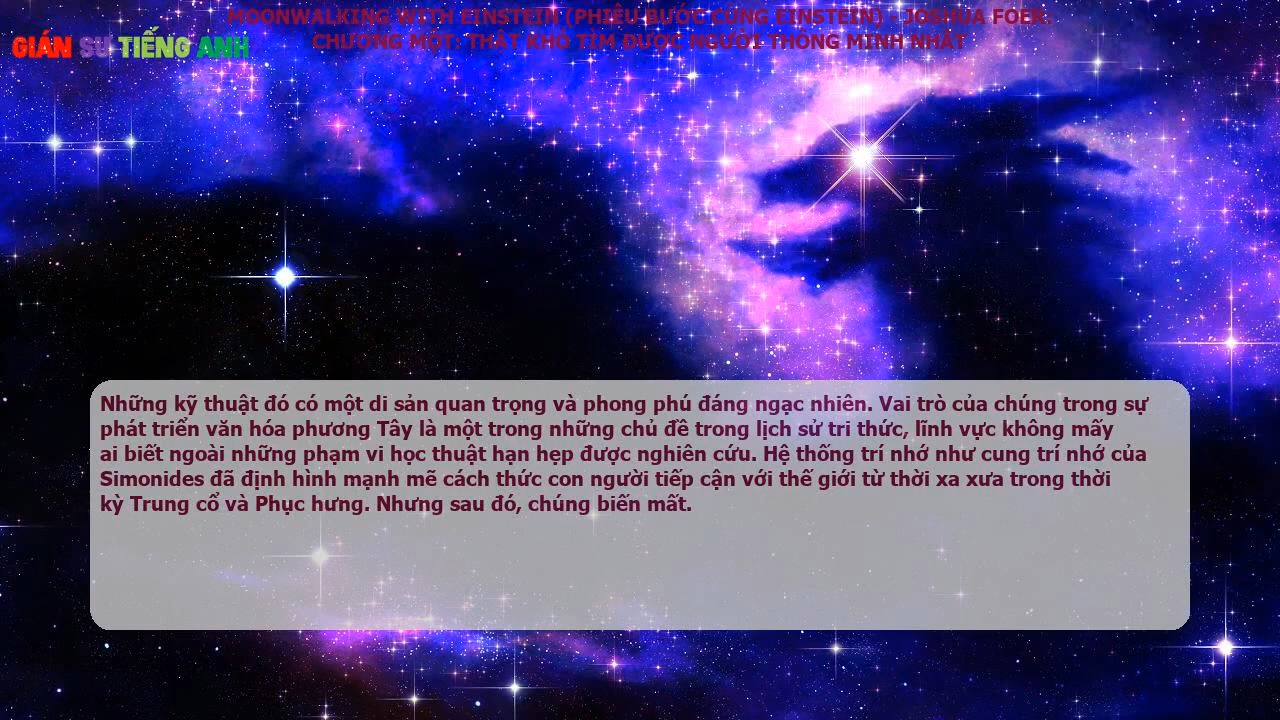 MOONWALKING WITH EINSTEIN (PHIÊU BƯỚC CÙNG EINSTEIN) - JOSHUA FOER:
CHƯƠNG MỘT: THẬT KHÓ TÌM ĐƯỢC NGƯỜI THÔNG MINH NHẤT
GIÁN SU TIẾNG ANH
Những kỹ thuật đó có một di sản quan trọng và phong phú đáng ngạc nhiên. Vai trò của chúng trong sự
phát triển văn hóa phương Tây là một trong những chủ đề trong lịch sử tri thức, lĩnh vực không mấy
ai biết ngoài những phạm vi học thuật hạn hẹp được nghiên cứu. Hệ thống trí nhớ như cung trí nhớ của
Simonides đã định hình mạnh mẽ cách thức con người tiếp cận với thế giới từ thời xa xưa trong thời
kỳ Trung cổ và Phục hưng. Nhưng sau đó, chúng biến mất.